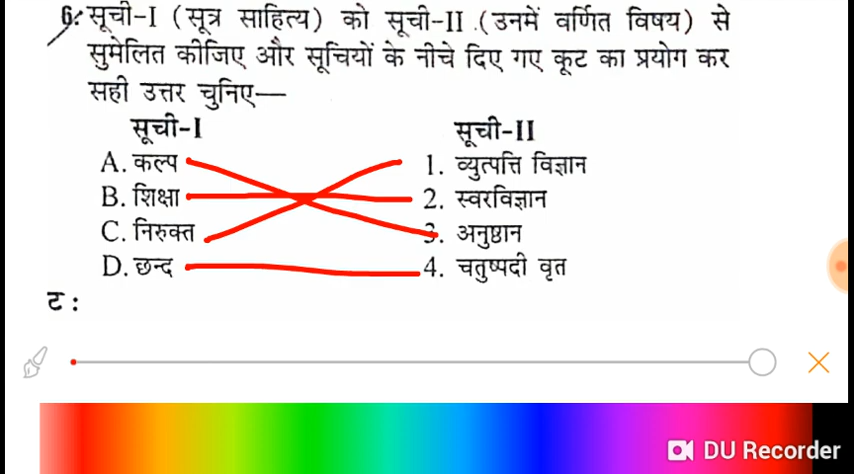 6. सूची-I (सूत्र साहित्य) को सूची-II (उनमें वर्णित विषय) से
सुमेलित कीजिए और सूचियों के नीचे दिए गए कूट का प्रयोग कर
सही उत्तर चुनिए—
सूची-I सूची-II
A. कल्प 1. व्युत्पत्ति विज्ञान
B. शिक्षा 2. स्वरविज्ञान
C. निरुक्त 3. अनुष्ठान
D. छन्द 4. चतुष्पदी वृत
ट :
DU Recorder